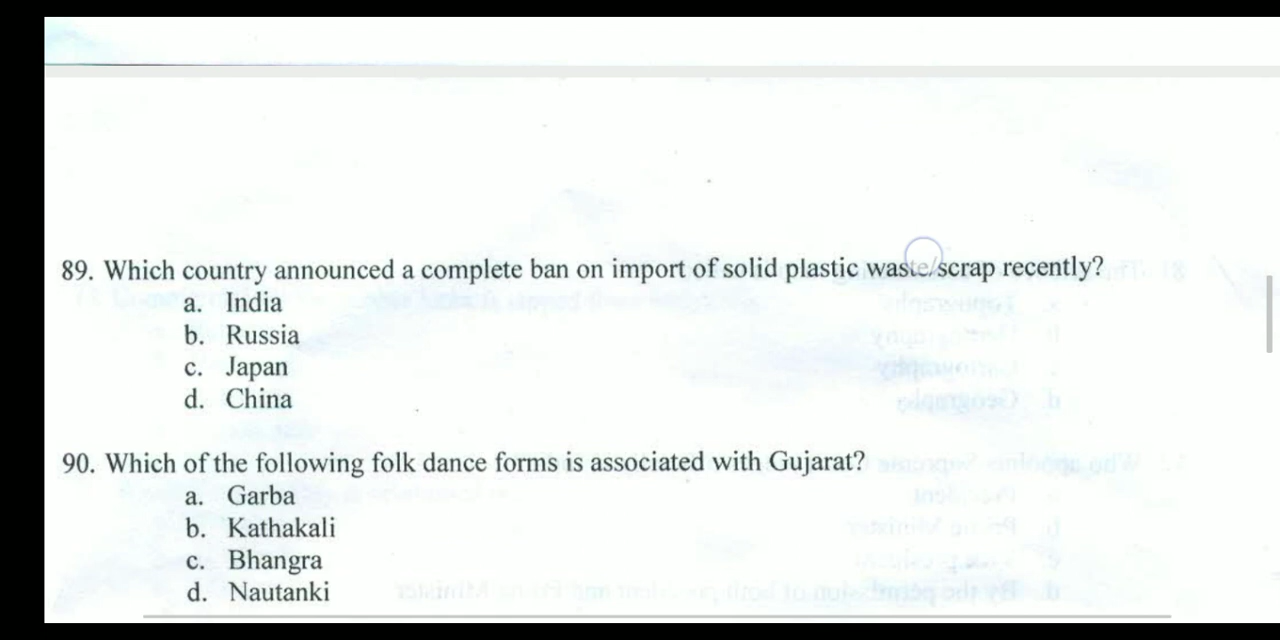 89. Which country announced a complete ban on import of solid plastic waste/scrap recently?
a. India
b. Russia
c. Japan
d. China
90. Which of the following folk dance forms is associated with Gujarat?
a. Garba
b. Kathakali
c. Bhangra
d. Nautanki